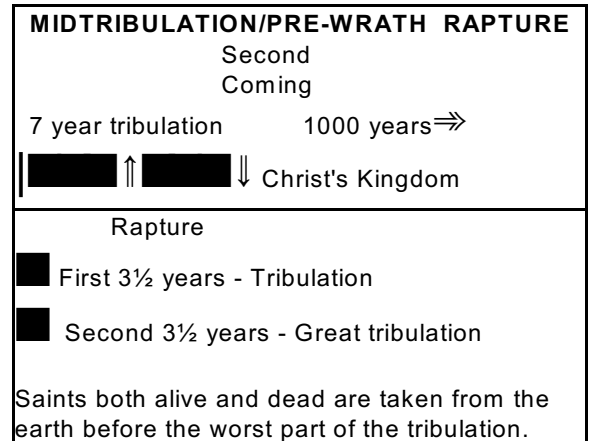 MIDTRIBULATION/PRE-WRATH RAPTURE
Second
Coming
7 year tribulation 1000 years⇒
⇑ ⇓ Christ's Kingdom
Rapture
First 3½ years - Tribulation
Second 3½ years - Great tribulation
Saints both alive and dead are taken from the
earth before the worst part of the tribulation.